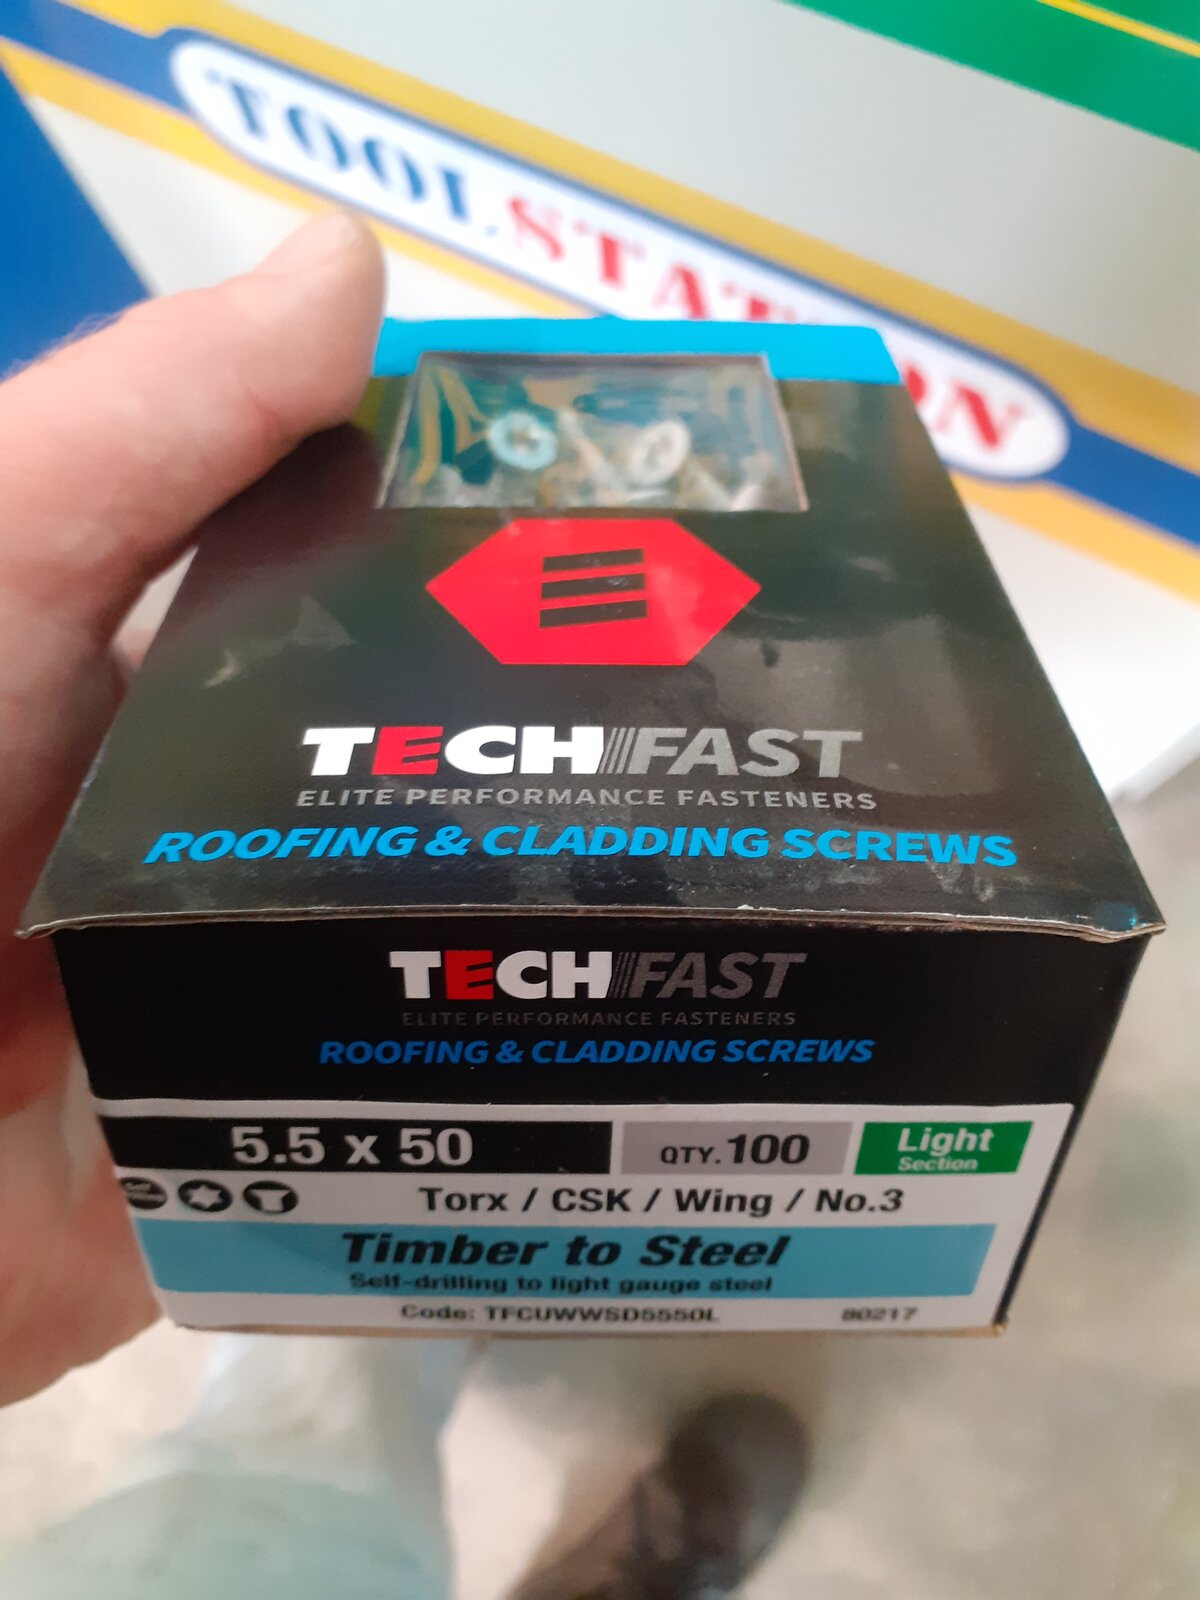 TOOLSTATION
TECHFAST
ELITE PERFORMANCE FASTENERS
ROOFING & CLADDING SCREWS
TECHFAST
ELITE PERFORMANCE FASTENERS
ROOFING & CLADDING SCREWS
5.5 x 50 QTY. 100 Light Section
Torx / CSK / Wing / No.3
Timber to Steel
Self-drilling to light gauge steel
Code: TFCUWWSD5550L 80217